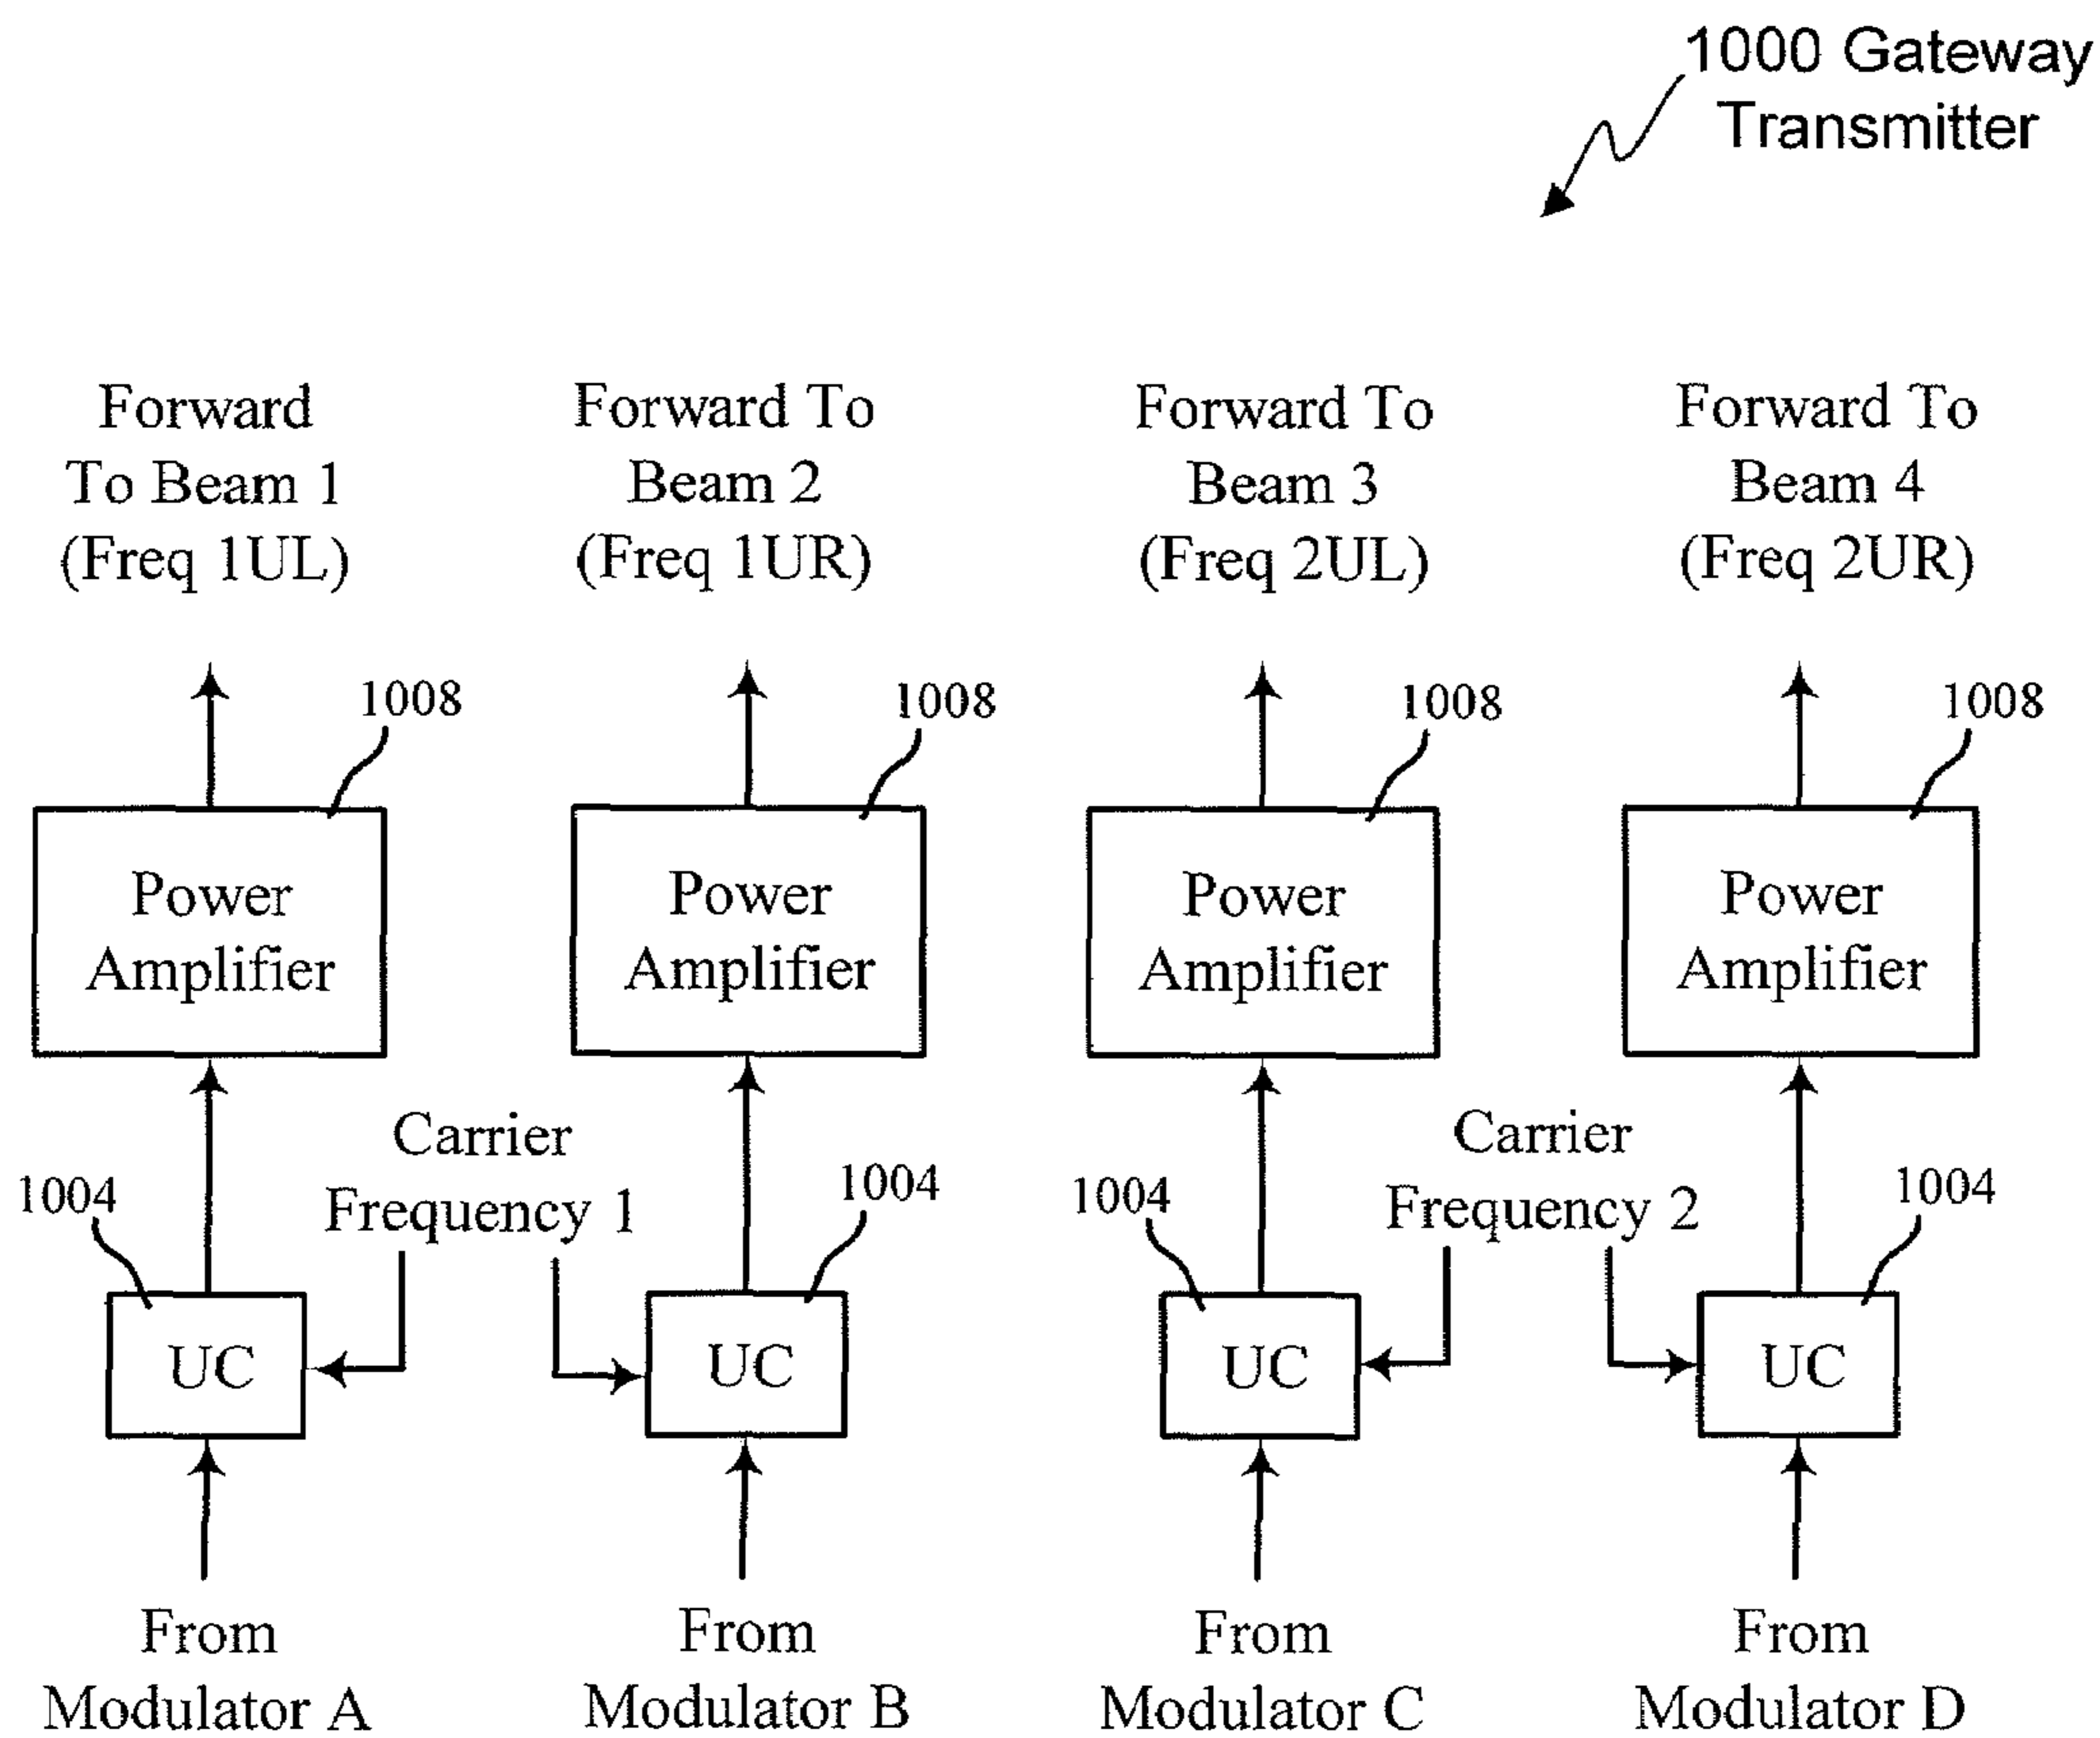 1000 Gateway
Transmitter
Forward
To Beam 1
(Freq 1UL)
Forward To
Beam 2
(Freq 1UR)
Forward To
Beam 3
(Freq 2UL)
Forward To
Beam 4
(Freq 2UR)
1008
1008
1008
1008
Power
Amplifier
Power
Amplifier
Power
Amplifier
Power
Amplifier
1004
Carrier
Frequency 1
1004
1004
Carrier
Frequency 2
1004
UC
UC
UC
UC
From
Modulator A
From
Modulator B
From
Modulator C
From
Modulator D